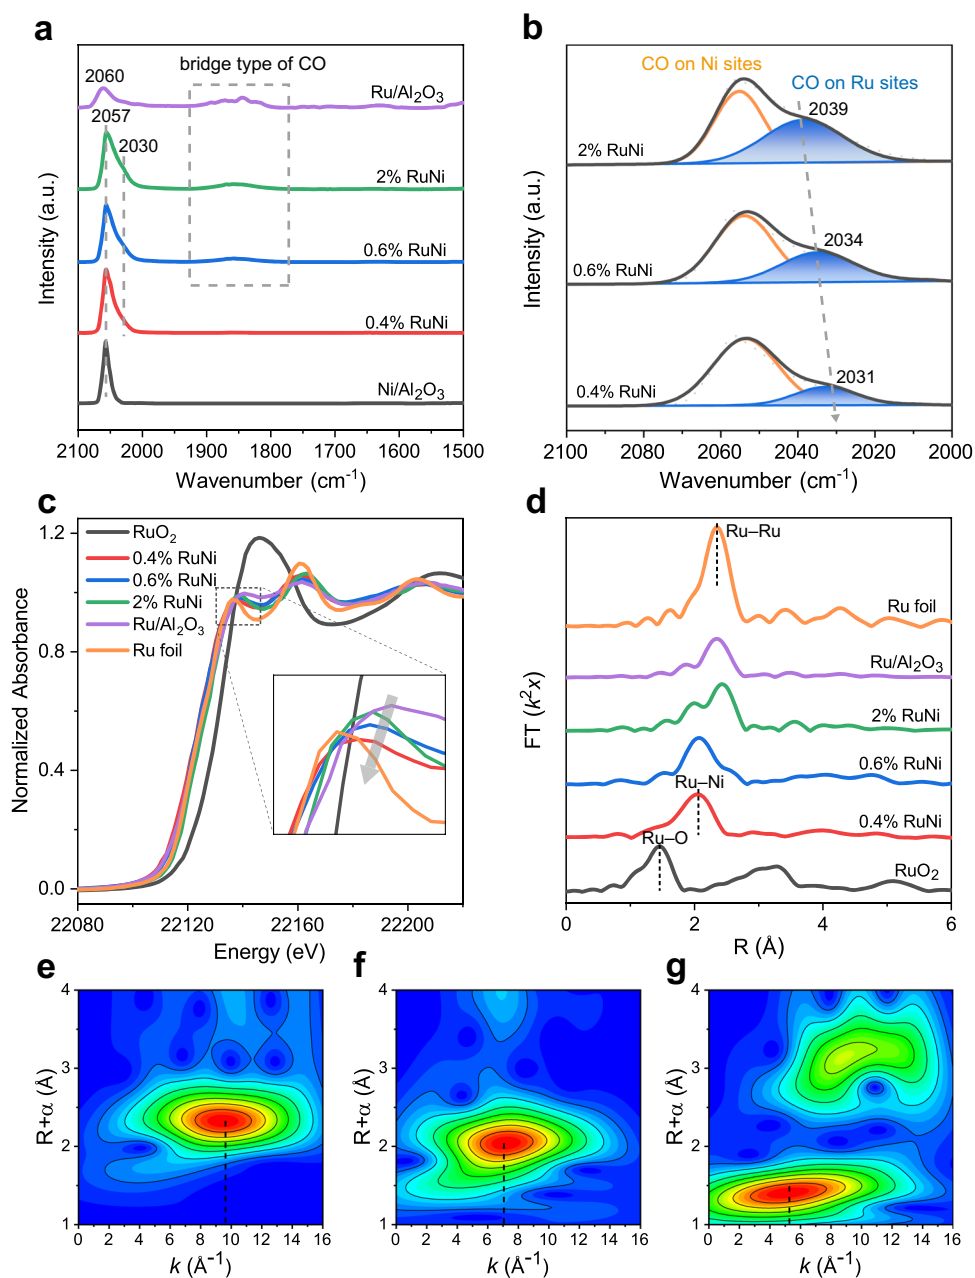 a
bridge type of CO
2060
Ru/Al2O3
2057
2030
2% RuNi
0.6% RuNi
0.4% RuNi
Ni/Al2O3
Intensity (a.u.)
2100 2000 1900 1800 1700 1600 1500
Wavenumber (cm-1)
b
CO on Ni sites
CO on Ru sites
2039
2% RuNi
2034
0.6% RuNi
2031
0.4% RuNi
Intensity (a.u.)
2100 2080 2060 2040 2020 2000
Wavenumber (cm-1)
c
RuO2
0.4% RuNi
0.6% RuNi
2% RuNi
Ru/Al2O3
Ru foil
Normalized Absorbance
1.2
0.8
0.4
0.0
22080 22120 22160 22200
Energy (eV)
d
Ru–Ru
Ru foil
Ru/Al2O3
2% RuNi
0.6% RuNi
Ru–Ni
0.4% RuNi
Ru–O
RuO2
FT (k2x)
0 2 4 6
R (Å)
e
R+α (Å)
4
3
2
1
0 2 4 6 8 10 12 14 16
k (Å-1)
f
R+α (Å)
4
3
2
1
0 2 4 6 8 10 12 14 16
k (Å-1)
g
R+α (Å)
4
3
2
1
0 2 4 6 8 10 12 14 16
k (Å-1)